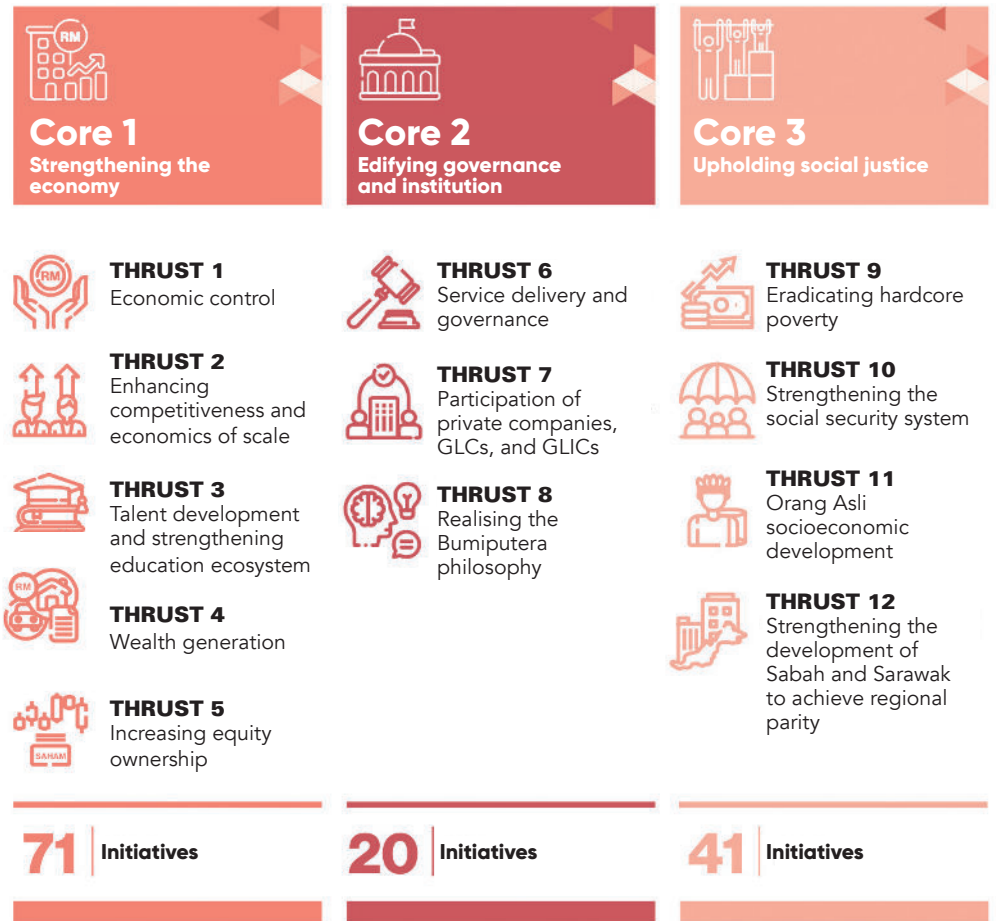 RM
Core 1
Strengthening the
economy
RM
THRUST 1
Economic control
THRUST 2
Enhancing
competitiveness and
economics of scale
THRUST 3
Talent development
and strengthening
education ecosystem
RM
THRUST 4
Wealth generation
THRUST 5
Increasing equity
ownership
SAHAM
71
Initiatives
Core 2
Edifying governance
and institution
THRUST 6
Service delivery and
governance
THRUST 7
Participation of
private companies,
GLCs, and GLICs
THRUST 8
Realising the
Bumiputera
philosophy
20
Initiatives
Core 3
Upholding social justice
THRUST 9
Eradicating hardcore
poverty
THRUST 10
Strengthening the
social security system
THRUST 11
Orang Asli
socioeconomic
development
THRUST 12
Strengthening the
development of
Sabah and Sarawak
to achieve regional
parity
41
Initiatives